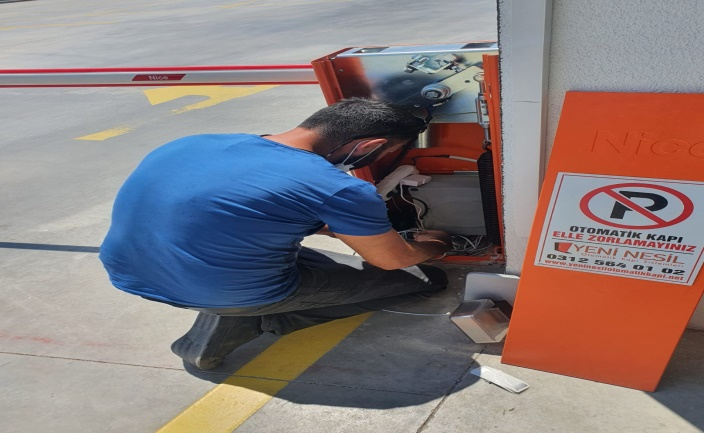 Nice
Nice
P
OTOMATİK KAPI
ELLE ZORLAMAYINIZ
YENİ NESİL
0312 564 01 02
www.yeninesilotomatikkapi.net